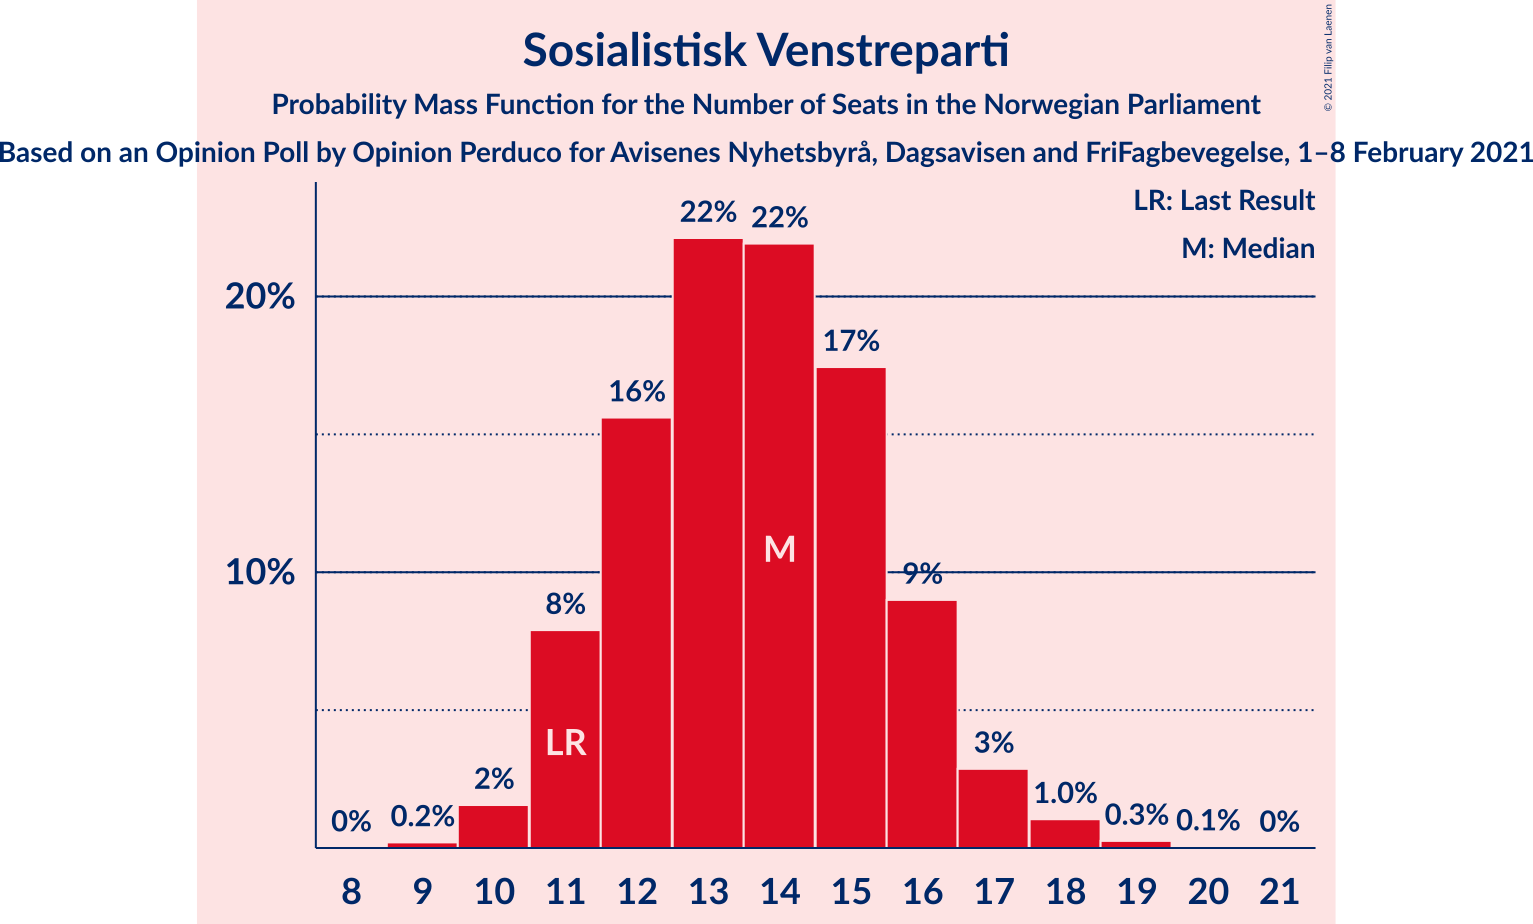 Sosialistisk Venstreparti
Probability Mass Function for the Number of Seats in the Norwegian Parliament
Based on an Opinion Poll by Opinion Perduco for Avisenes Nyhetsbyrå, Dagsavisen and FriFagbevegelse, 1–8 February 2021
© 2021 Filip van Laenen
LR: Last Result
M: Median
22% 22%
20%
17%
16%
M
10%
9%
8%
LR
3%
2%
1.0%
0% 0.2% 0.3% 0.1% 0%
8 9 10 11 12 13 14 15 16 17 18 19 20 21